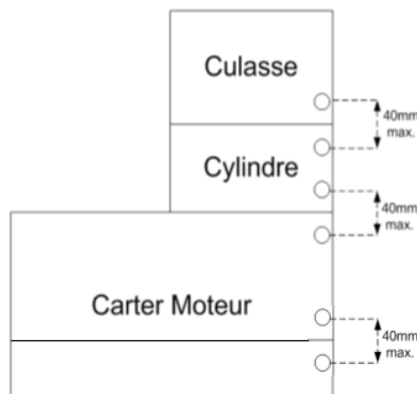 Culasse
40mm
max.
Cylindre
40mm
max.
Carter Moteur
40mm
max.